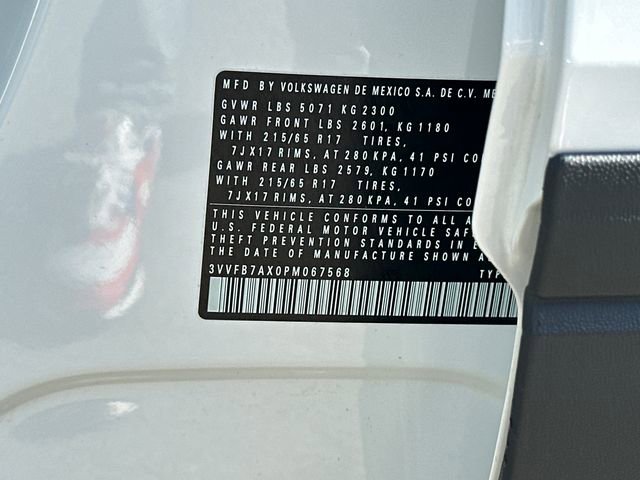 MFD BY VOLKSWAGEN DE MEXICO S.A. DE C.V.
GVWR LBS 5071 KG 2300
GAWR FRONT LBS 2601, KG 1180
WITH 215/65 R17 TIRES,
7JX17 RIMS, AT 280 KPA, 41 PSI
GAWR REAR LBS 2579, KG 1170
WITH 215/65 R17 TIRES,
7JX17 RIMS, AT 280 KPA, 41 PSI
THIS VEHICLE CONFORMS TO ALL
U.S. FEDERAL MOTOR VEHICLE
THEFT PREVENTION STANDARDS IN
THE DATE OF MANUFACTURE SHOWN
3VVFB7AX0PM067568